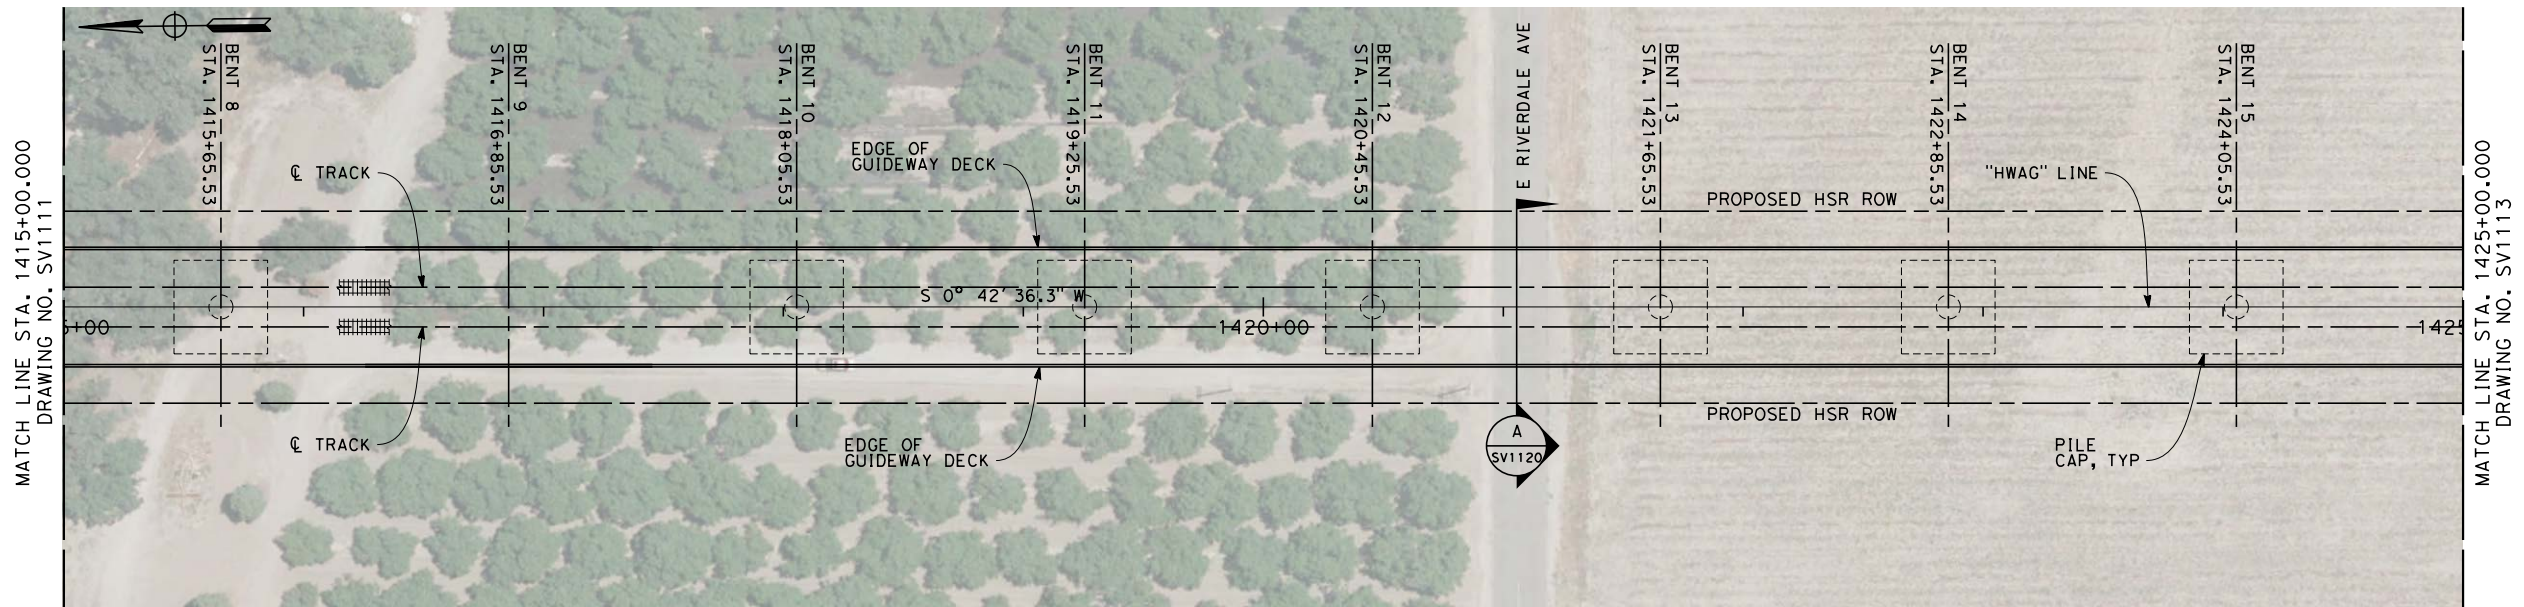 MATCH LINE STA. 1415+00.000
DRAWING NO. SV1111
BENT 8
STA. 1415+65.53
BENT 9
STA. 1416+85.53
BENT 10
STA. 1418+05.53
BENT 11
STA. 1419+25.53
BENT 12
STA. 1420+45.53
E RIVERDALE AVE
BENT 13
STA. 1421+65.53
BENT 14
STA. 1422+85.53
BENT 15
STA. 1424+05.53
℄ TRACK
EDGE OF
GUIDEWAY DECK
"HWAG" LINE
PROPOSED HSR ROW
S 0° 42' 36.3" W
5+00
1420+00
1425
℄ TRACK
EDGE OF
GUIDEWAY DECK
A
SV1120
PROPOSED HSR ROW
PILE
CAP, TYP
MATCH LINE STA. 1425+00.000
DRAWING NO. SV1113